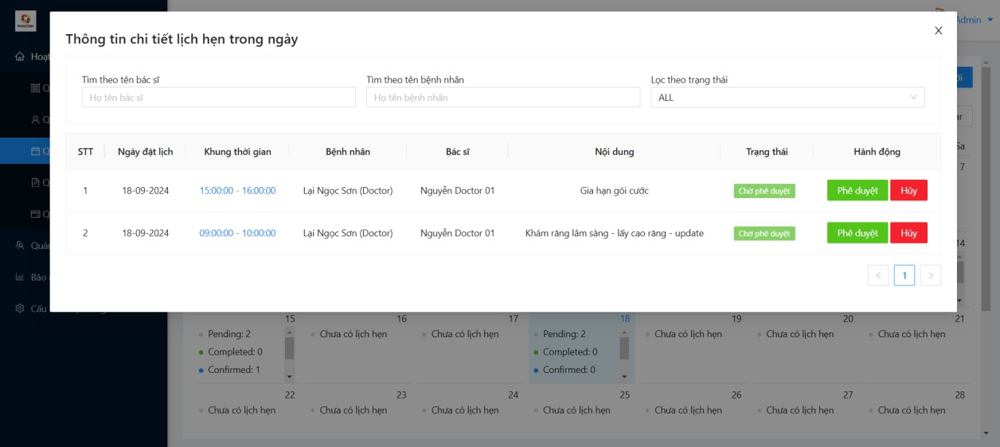 Admin
Thông tin chi tiết lịch hẹn trong ngày
Hoạt
Tìm theo tên bác sĩ
Họ tên bác sĩ
Tìm theo tên bệnh nhân
Họ tên bệnh nhân
Lọc theo trạng thái
ALL
STT Ngày đặt lịch Khung thời gian Bệnh nhân Bác sĩ Nội dung Trạng thái Hành động
1 18-09-2024 15:00:00 - 16:00:00 Lại Ngọc Sơn (Doctor) Nguyễn Doctor 01 Gia hạn gói cước Chờ phê duyệt Phê duyệt Hủy
2 18-09-2024 09:00:00 - 10:00:00 Lại Ngọc Sơn (Doctor) Nguyễn Doctor 01 Khám răng lâm sàng - lấy cao răng - update Chờ phê duyệt Phê duyệt Hủy
< 1 >
Sa
7
14
Báo
15 16 17 18 19 20 21
Pending: 2 Chưa có lịch hẹn Chưa có lịch hẹn Pending: 2 Chưa có lịch hẹn Chưa có lịch hẹn Chưa có lịch hẹn
Completed: 0 Completed: 0
Confirmed: 1 Confirmed: 0
22 23 24 25 26 27 28
Chưa có lịch hẹn Chưa có lịch hẹn Chưa có lịch hẹn Chưa có lịch hẹn Chưa có lịch hẹn Chưa có lịch hẹn Chưa có lịch hẹn